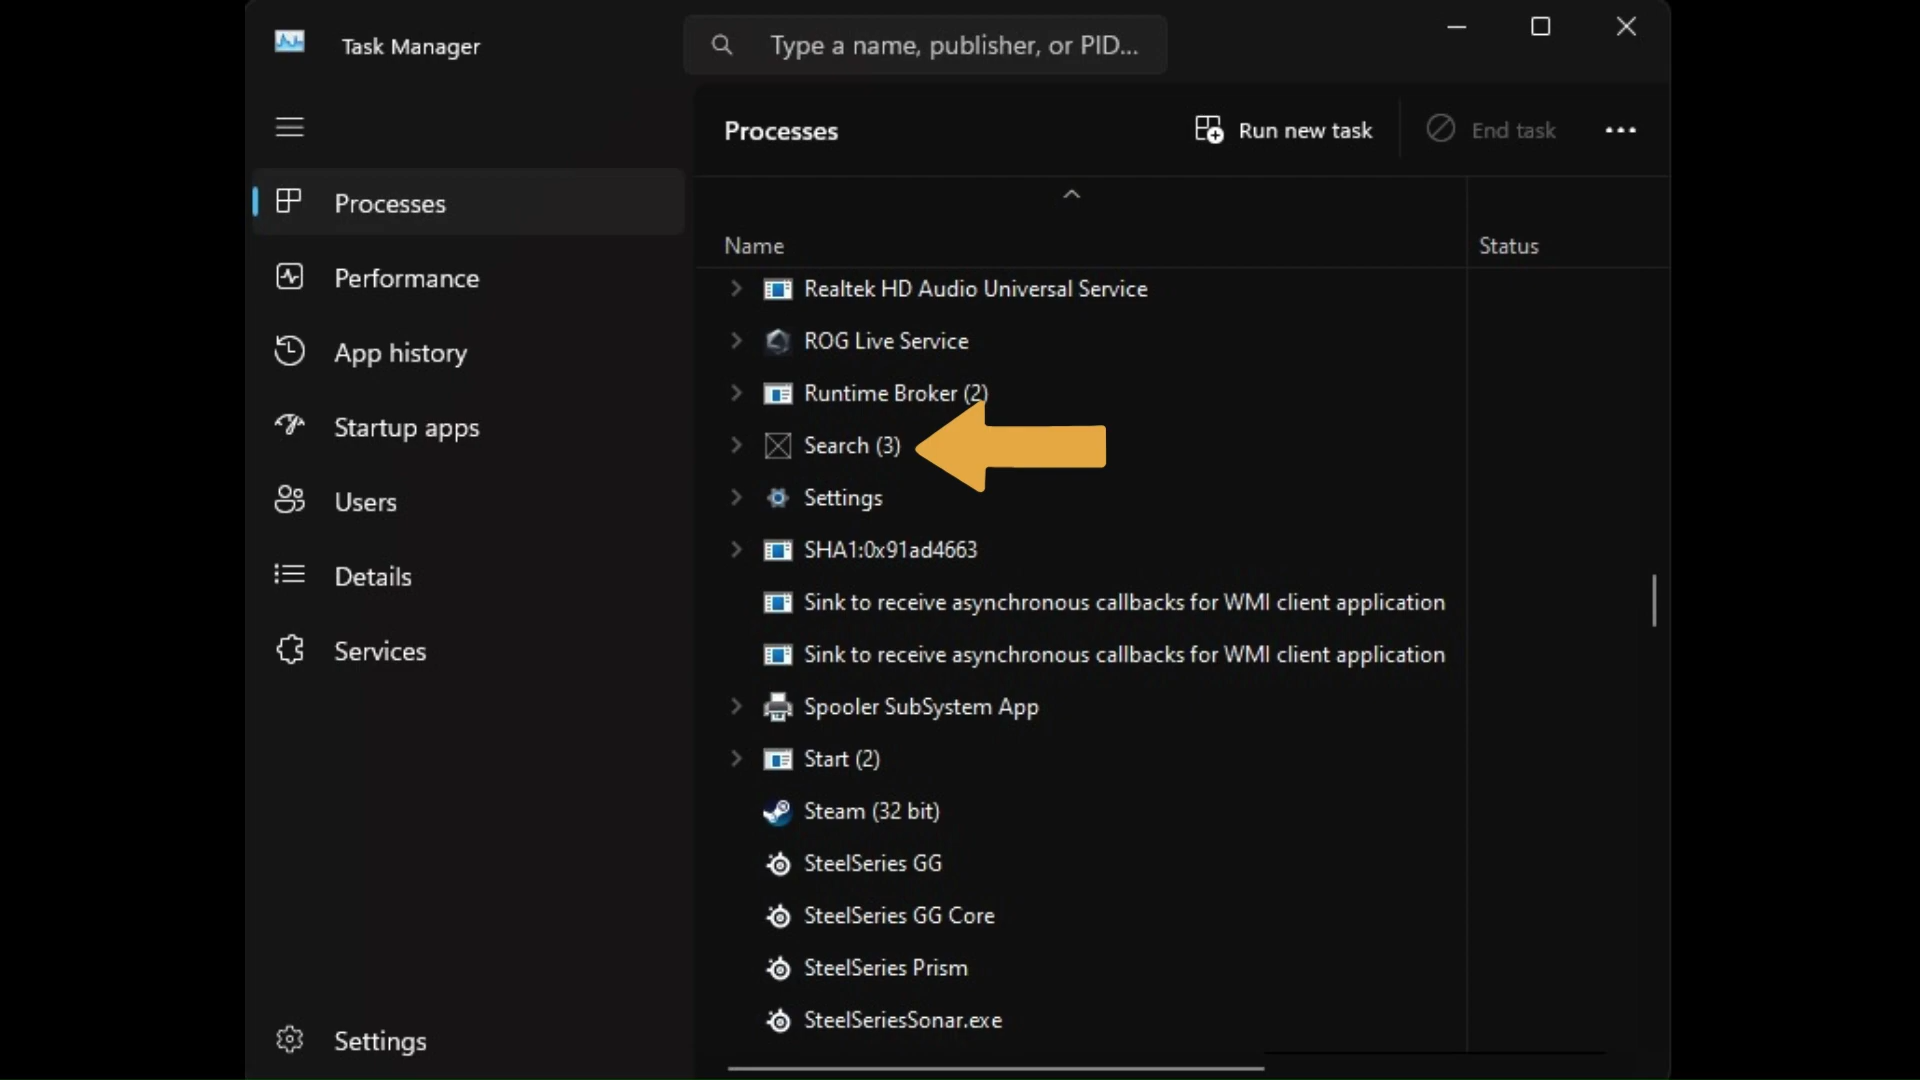 Task Manager
Type a name, publisher, or PID...
Processes
Run new task
End task
Processes
Performance
App history
Startup apps
Users
Details
Services
Settings
Name
Status
Realtek HD Audio Universal Service
ROG Live Service
Runtime Broker (2)
Search (3)
Settings
SHA1:0x91ad4663
Sink to receive asynchronous callbacks for WMI client application
Sink to receive asynchronous callbacks for WMI client application
Spooler SubSystem App
Start (2)
Steam (32 bit)
SteelSeries GG
SteelSeries GG Core
SteelSeries Prism
SteelSeriesSonar.exe